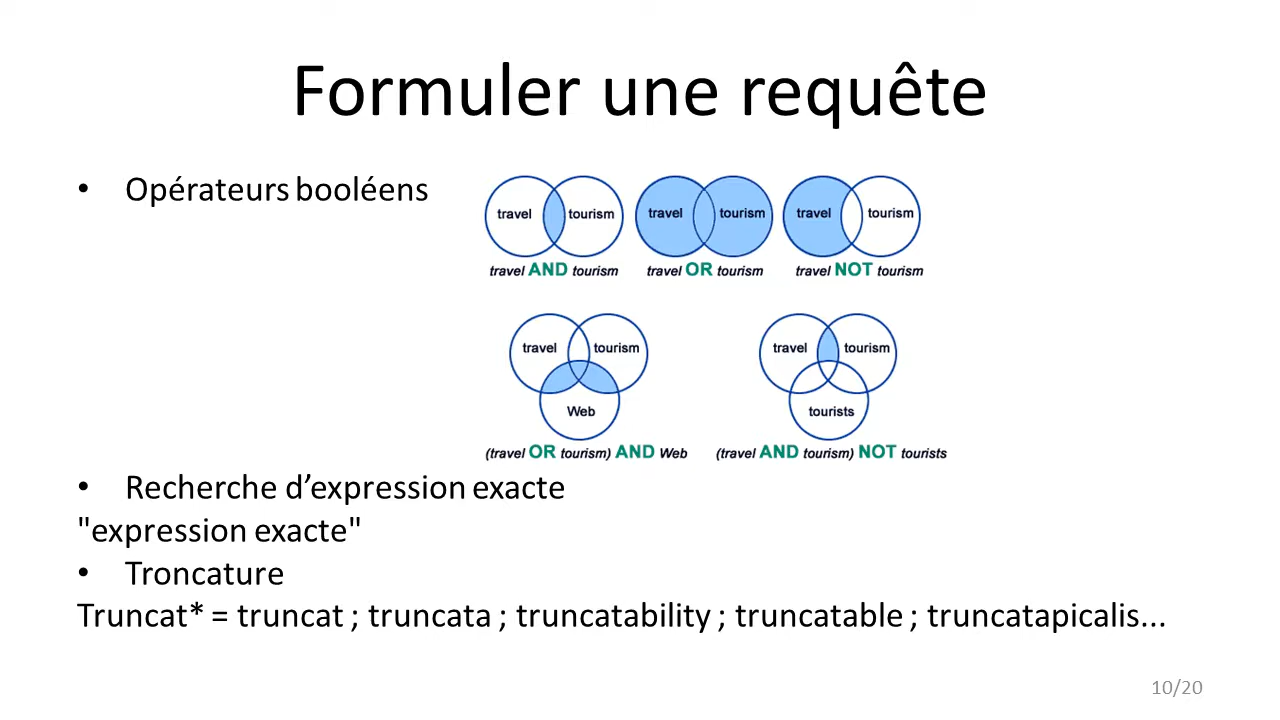 Formuler une requête
• Opérateurs booléens
travel tourism travel tourism travel tourism
travel AND tourism travel OR tourism travel NOT tourism
travel tourism travel tourism
Web tourists
(travel OR tourism) AND Web (travel AND tourism) NOT tourists
• Recherche d’expression exacte
"expression exacte"
• Troncature
Truncat* = truncat ; truncata ; truncatability ; truncatable ; truncatapicalis...
10/20